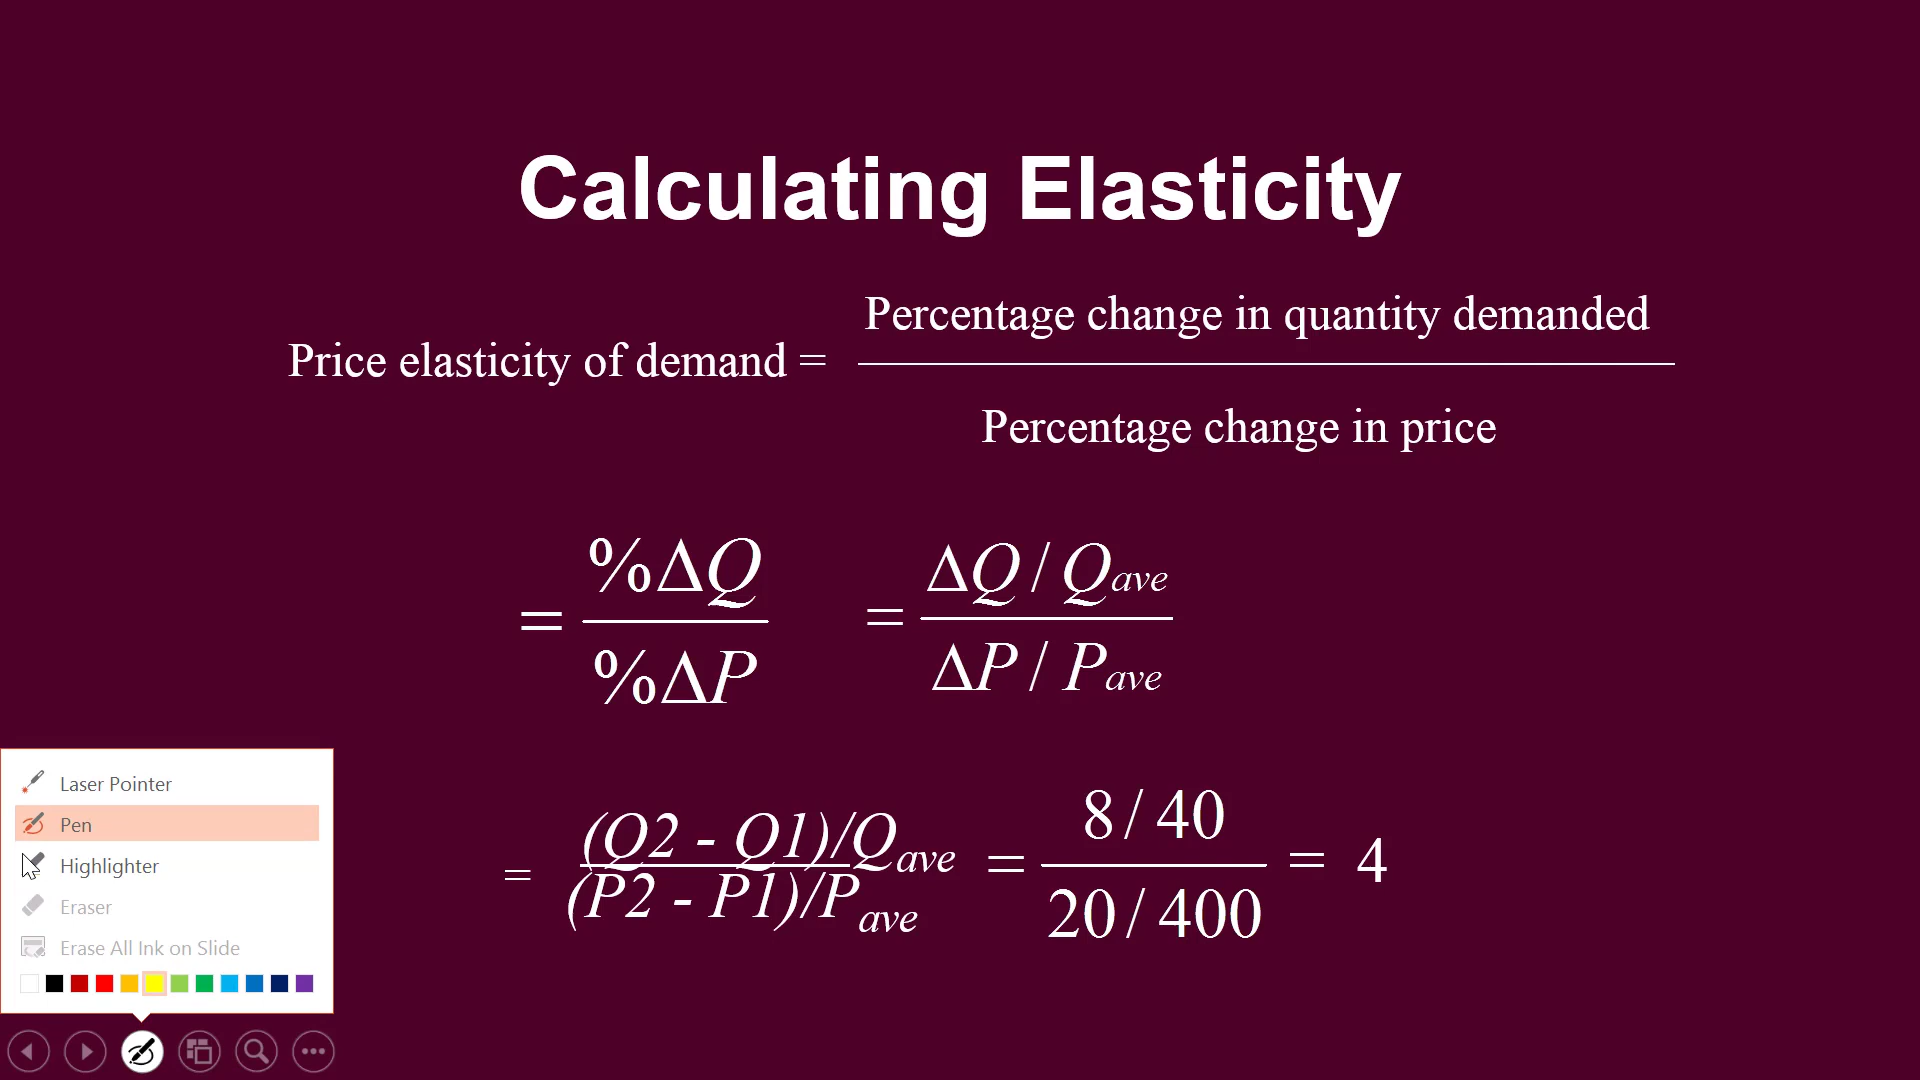 Calculating Elasticity
Price elasticity of demand = Percentage change in quantity demanded
Percentage change in price
= %ΔQ = ΔQ / Qave
%ΔP ΔP / Pave
= (Q2 - Q1)/Qave = 8 / 40 = 4
(P2 - P1)/Pave 20 / 400
Laser Pointer
Pen
Highlighter
Eraser
Erase All Ink on Slide